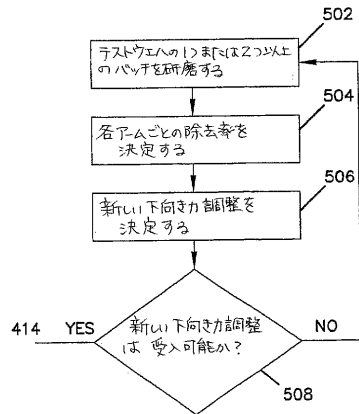 502
テストウエハの1つまたは2つ以上
のバッチを研磨する
504
各アームごとの除去率を
決定する
506
新しい下向き力調整を
決定する
414 YES
新しい下向き力調整
は受入可能か?
NO
508